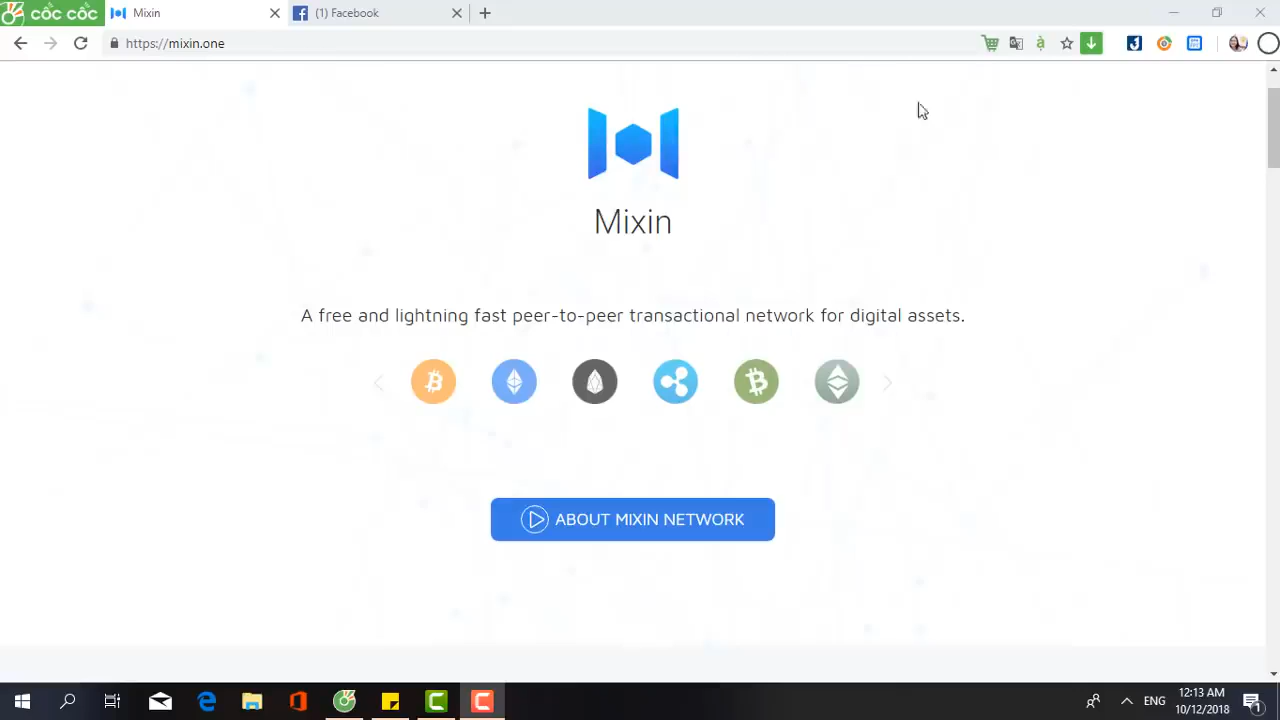 cốc cốc
Mixin
(1) Facebook
https://mixin.one
Mixin
A free and lightning fast peer-to-peer transactional network for digital assets.
ABOUT MIXIN NETWORK
ENG
12:13 AM
10/12/2018
1